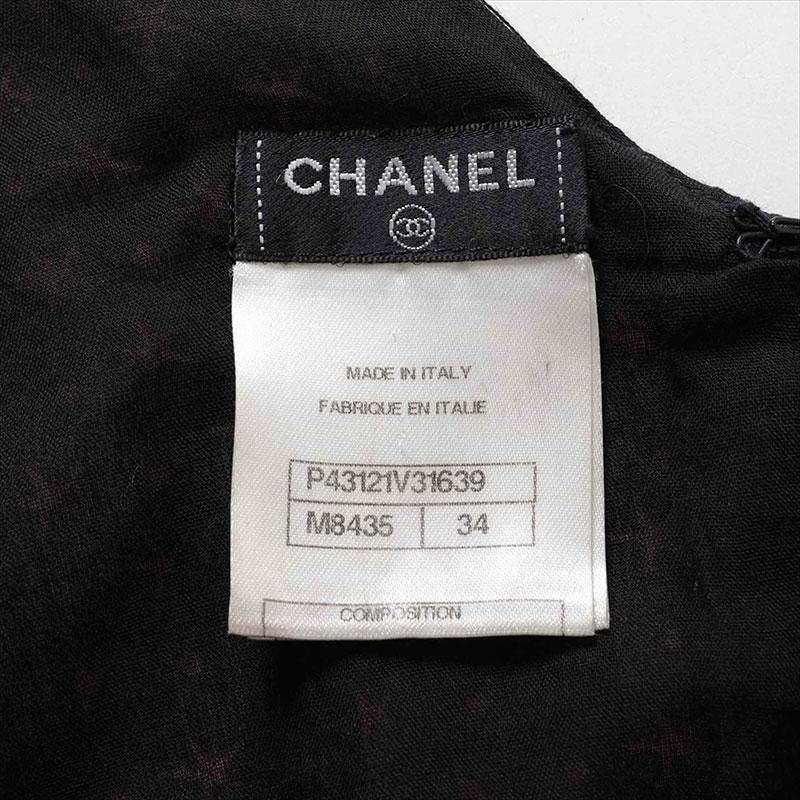 CHANEL
MADE IN ITALY
FABRIQUE EN ITALIE
P43121V31639
M8435 34
COMPOSITION